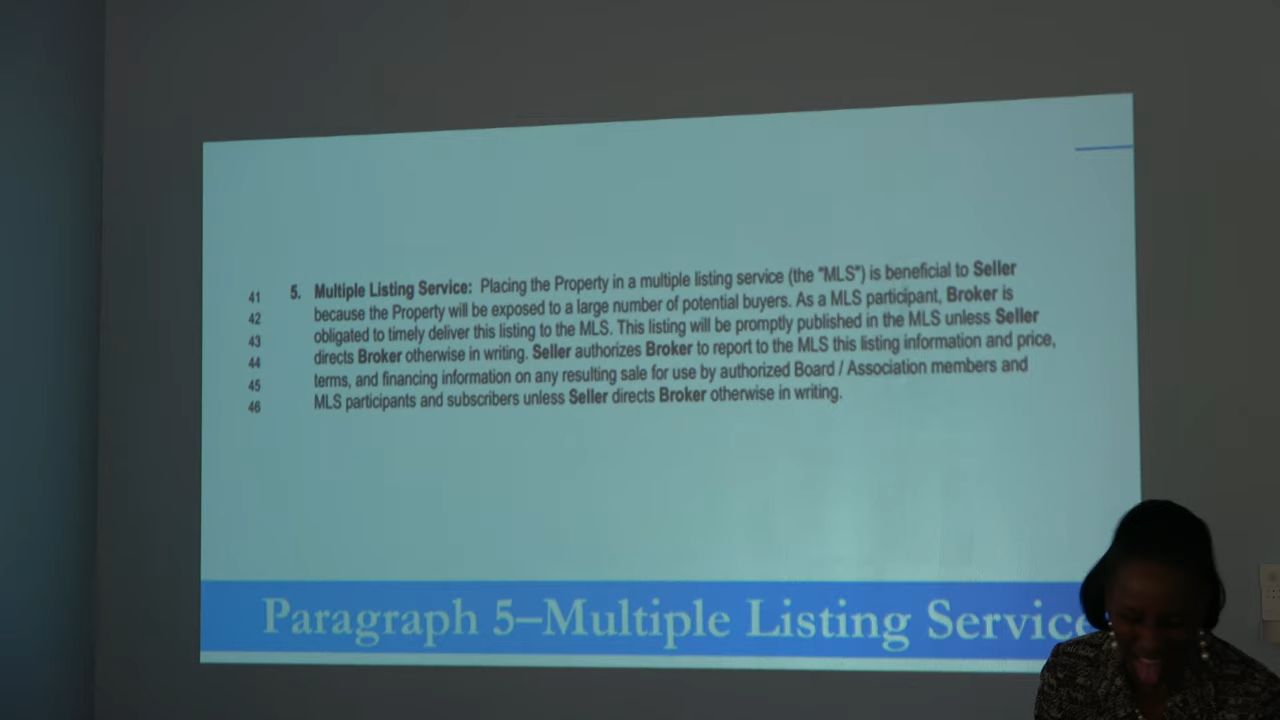 41 5. Multiple Listing Service: Placing the Property in a multiple listing service (the "MLS") is beneficial to Seller
42 because the Property will be exposed to a large number of potential buyers. As a MLS participant, Broker is
43 obligated to timely deliver this listing to the MLS. This listing will be promptly published in the MLS unless Seller
44 directs Broker otherwise in writing. Seller authorizes Broker to report to the MLS this listing information and price,
45 terms, and financing information on any resulting sale for use by authorized Board / Association members and
46 MLS participants and subscribers unless Seller directs Broker otherwise in writing.
Paragraph 5–Multiple Listing Service